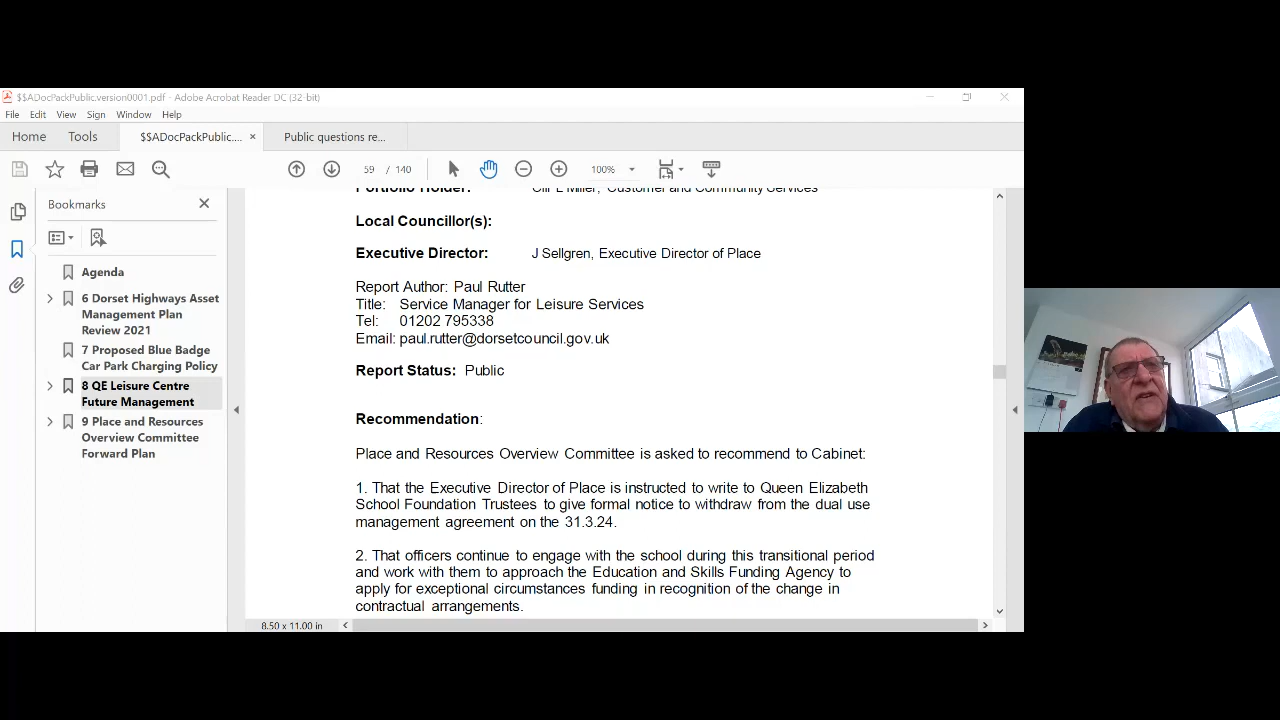 $$ADocPackPublic.version0001.pdf - Adobe Acrobat Reader DC (32-bit)
File Edit View Sign Window Help
Home Tools $$ADocPackPublic.... × Public questions re...
59 / 140 100%
Bookmarks
Agenda
6 Dorset Highways Asset
Management Plan
Review 2021
7 Proposed Blue Badge
Car Park Charging Policy
8 QE Leisure Centre
Future Management
9 Place and Resources
Overview Committee
Forward Plan
Portfolio Holder: Cllr L Miller, Customer and Community Services
Local Councillor(s):
Executive Director: J Sellgren, Executive Director of Place
Report Author: Paul Rutter
Title: Service Manager for Leisure Services
Tel: 01202 795338
Email: paul.rutter@dorsetcouncil.gov.uk
Report Status: Public
Recommendation:
Place and Resources Overview Committee is asked to recommend to Cabinet:
1. That the Executive Director of Place is instructed to write to Queen Elizabeth
School Foundation Trustees to give formal notice to withdraw from the dual use
management agreement on the 31.3.24.
2. That officers continue to engage with the school during this transitional period
and work with them to approach the Education and Skills Funding Agency to
apply for exceptional circumstances funding in recognition of the change in
contractual arrangements.
8.50 x 11.00 in